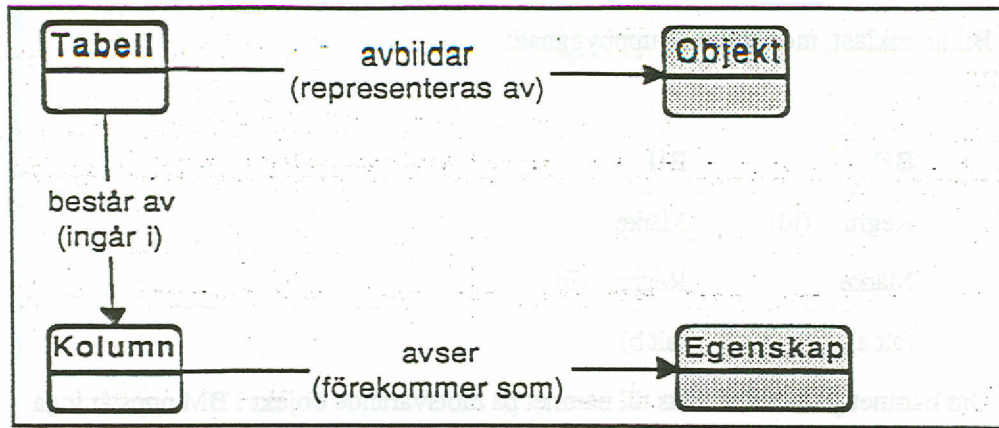 Tabell
avbildar
(representeras av)
Objekt
består av
(ingår i)
Kolumn
avser
(förekommer som)
Egenskap